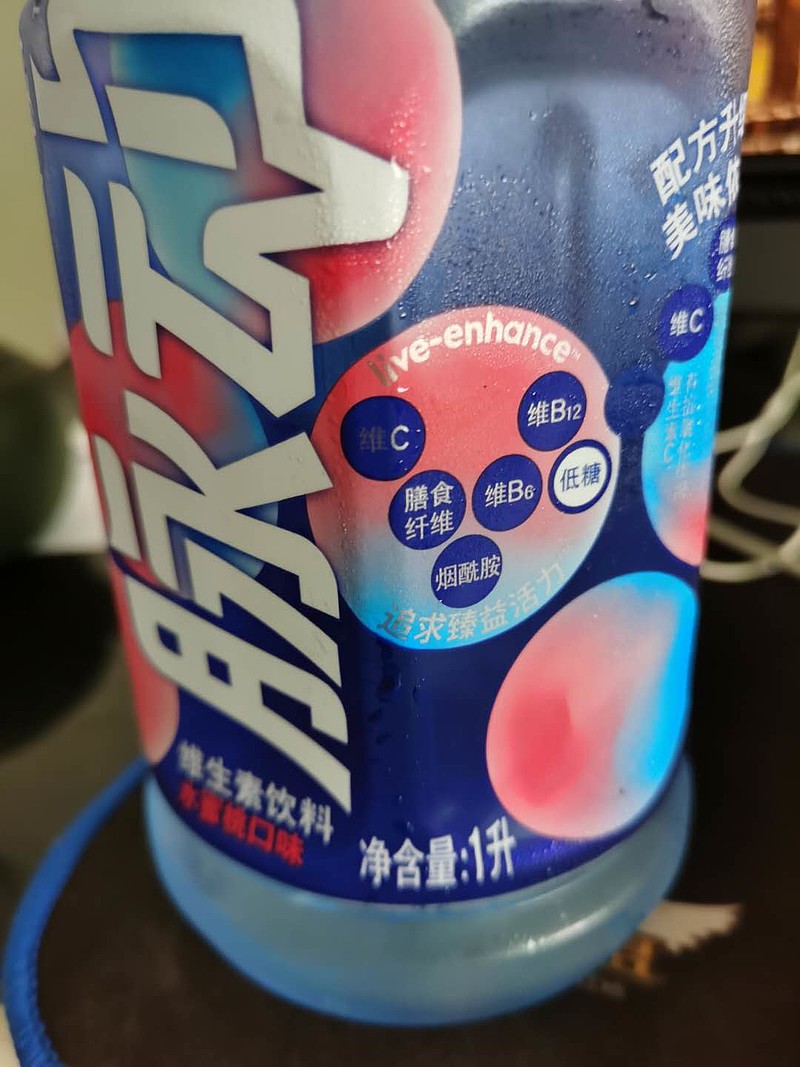 脉动
维生素饮料
水蜜桃口味
净含量:1升
live-enhance™
维C
维B12
膳食
纤维
维B6
低糖
烟酰胺
追求臻益活力
配方升
美味
维C